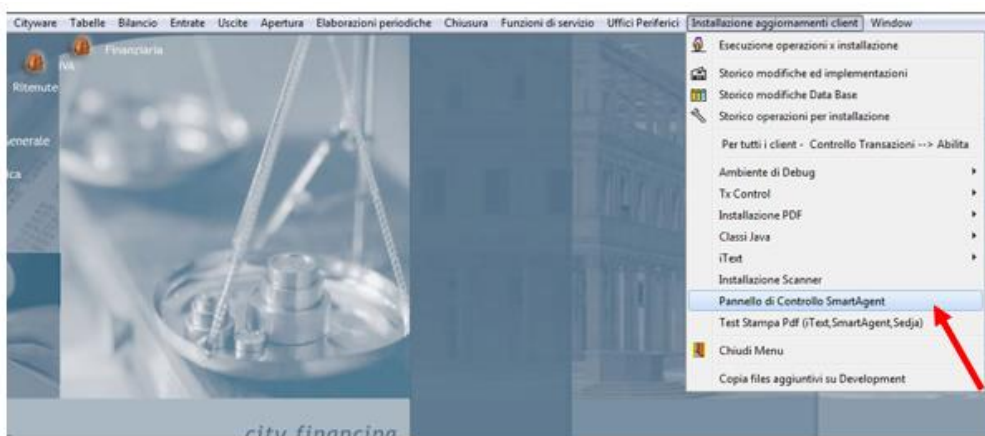 Cityware Tabelle Bilancio Entrate Uscite Apertura Elaborazioni periodiche Chiusura Funzioni di servizio Uffici Periferici Installazione aggiornamenti client Window
Finanziaria
IVA
Ritenute
Generale
ica
Esecuzione operazioni x installazione
Storico modifiche ed implementazioni
Storico modifiche Data Base
Storico operazioni per installazione
Per tutti i client - Controllo Transazioni --> Abilita
Ambiente di Debug
Tx Control
Installazione PDF
Classi Java
iText
Installazione Scanner
Pannello di Controllo SmartAgent
Test Stampa Pdf (iText,SmartAgent,Sedja)
Chiudi Menu
Copia files aggiuntivi su Development
city financing